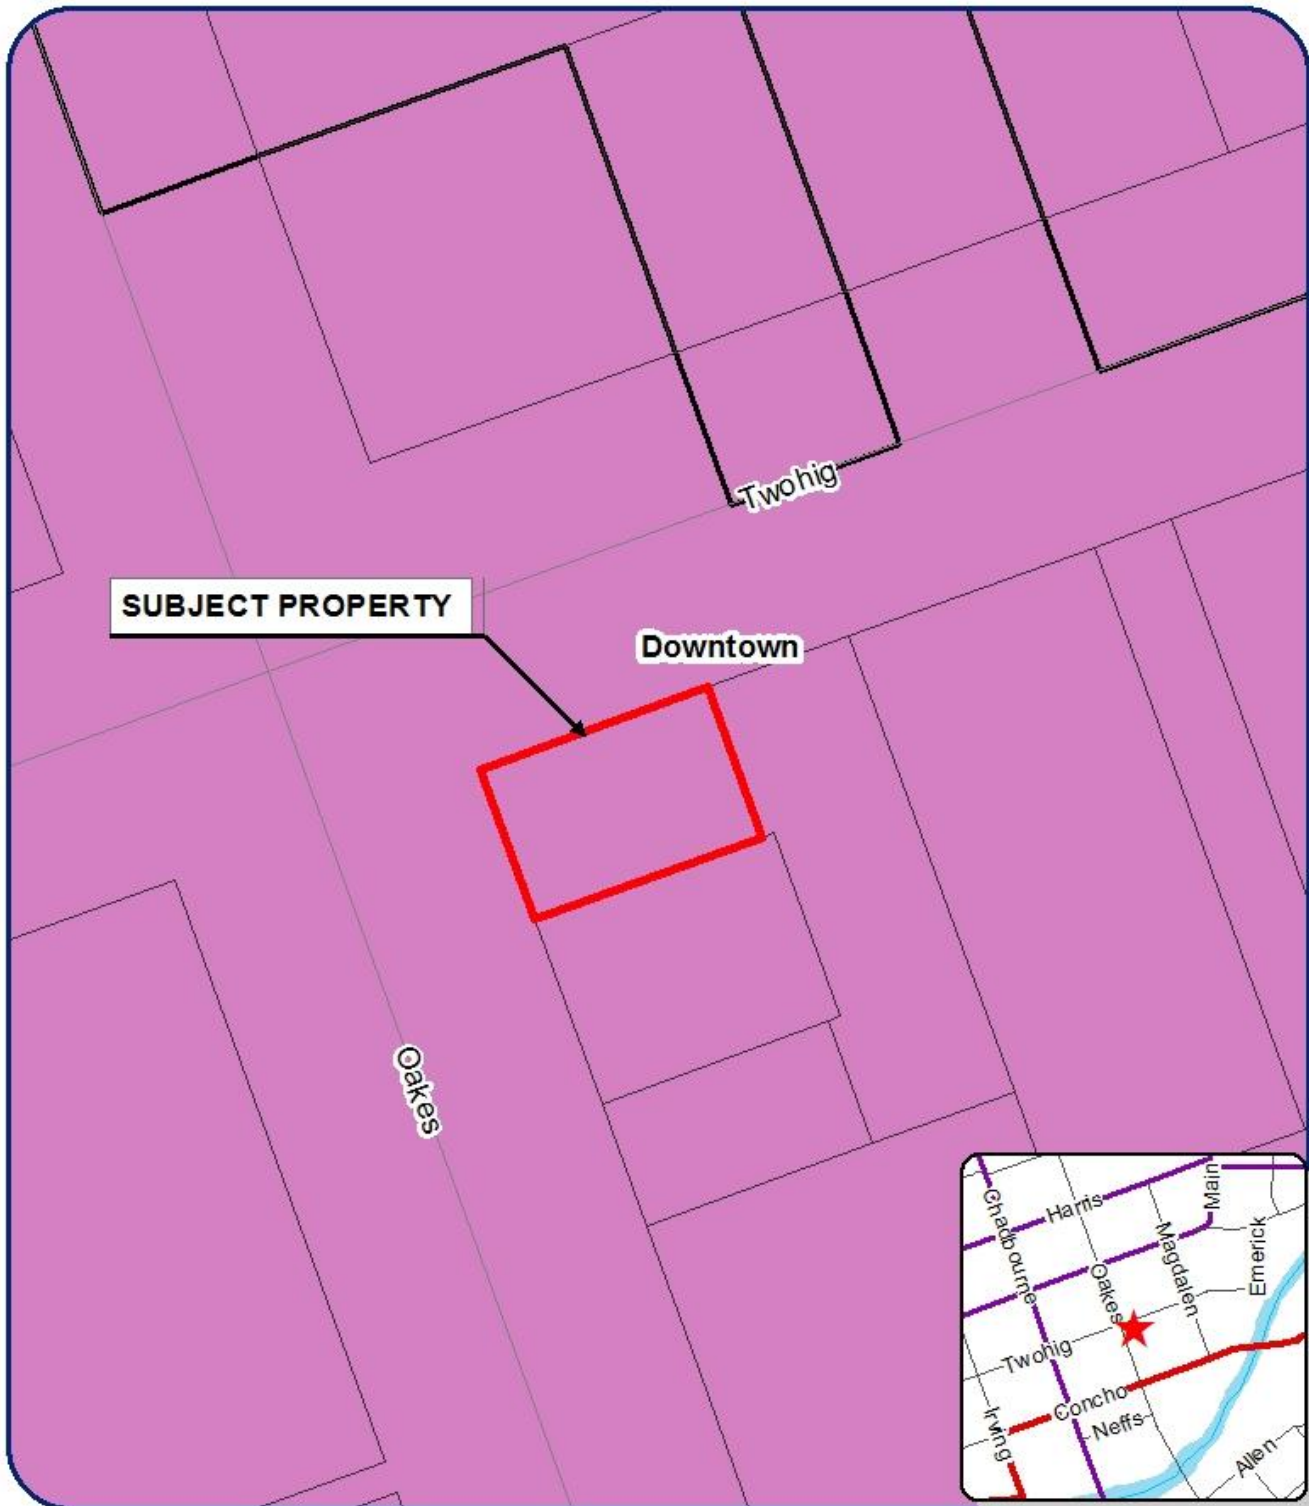 Twohig
SUBJECT PROPERTY
Downtown
Oakes
Chadbourne
Harris
Main
Magdalen
Emerick
Oakes
Twohig
Concho
Neffs
Irving
Allen